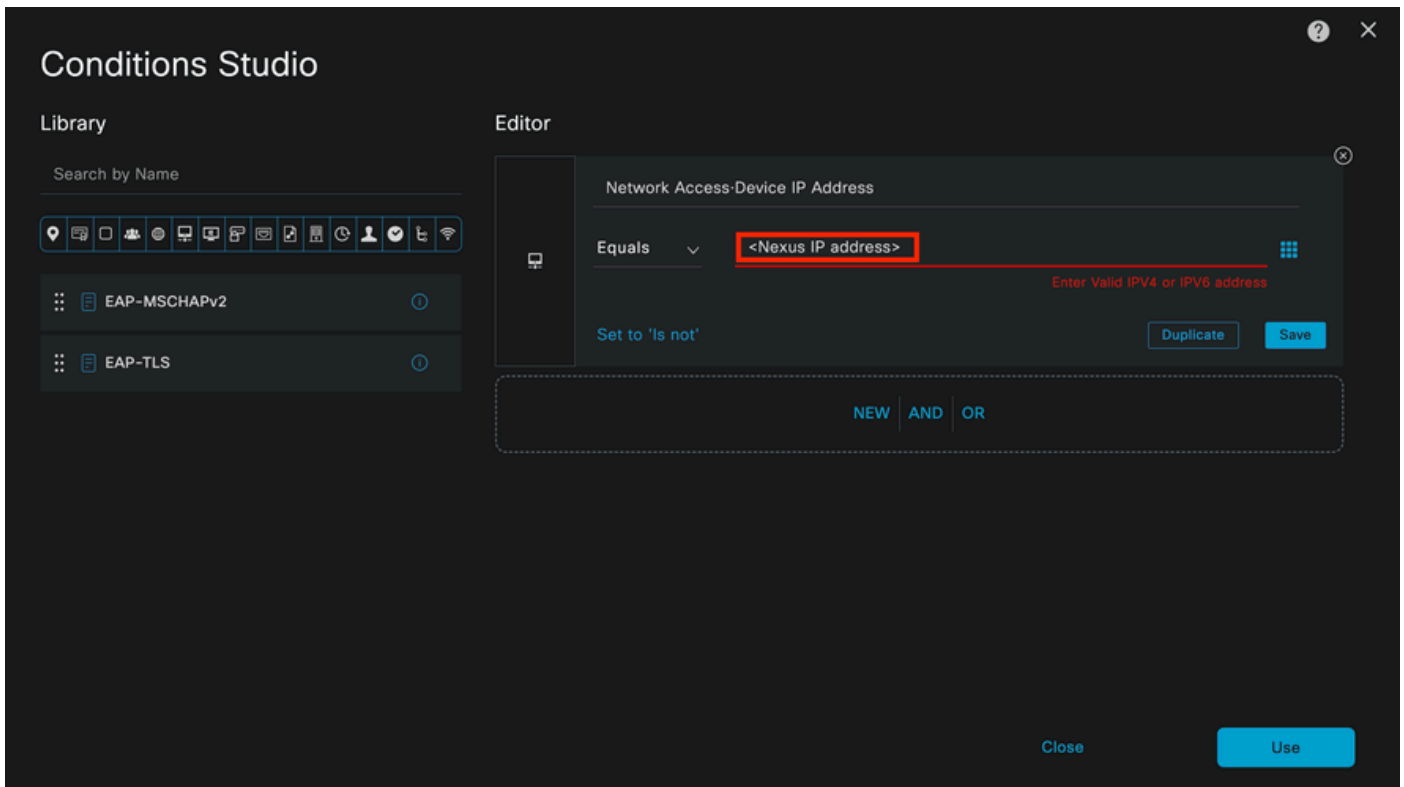 Conditions Studio
Library
Editor
Search by Name
Network Access·Device IP Address
Equals
<Nexus IP address>
Enter Valid IPV4 or IPV6 address
EAP-MSCHAPv2
Set to 'Is not'
Duplicate
Save
EAP-TLS
NEW
AND
OR
Close
Use